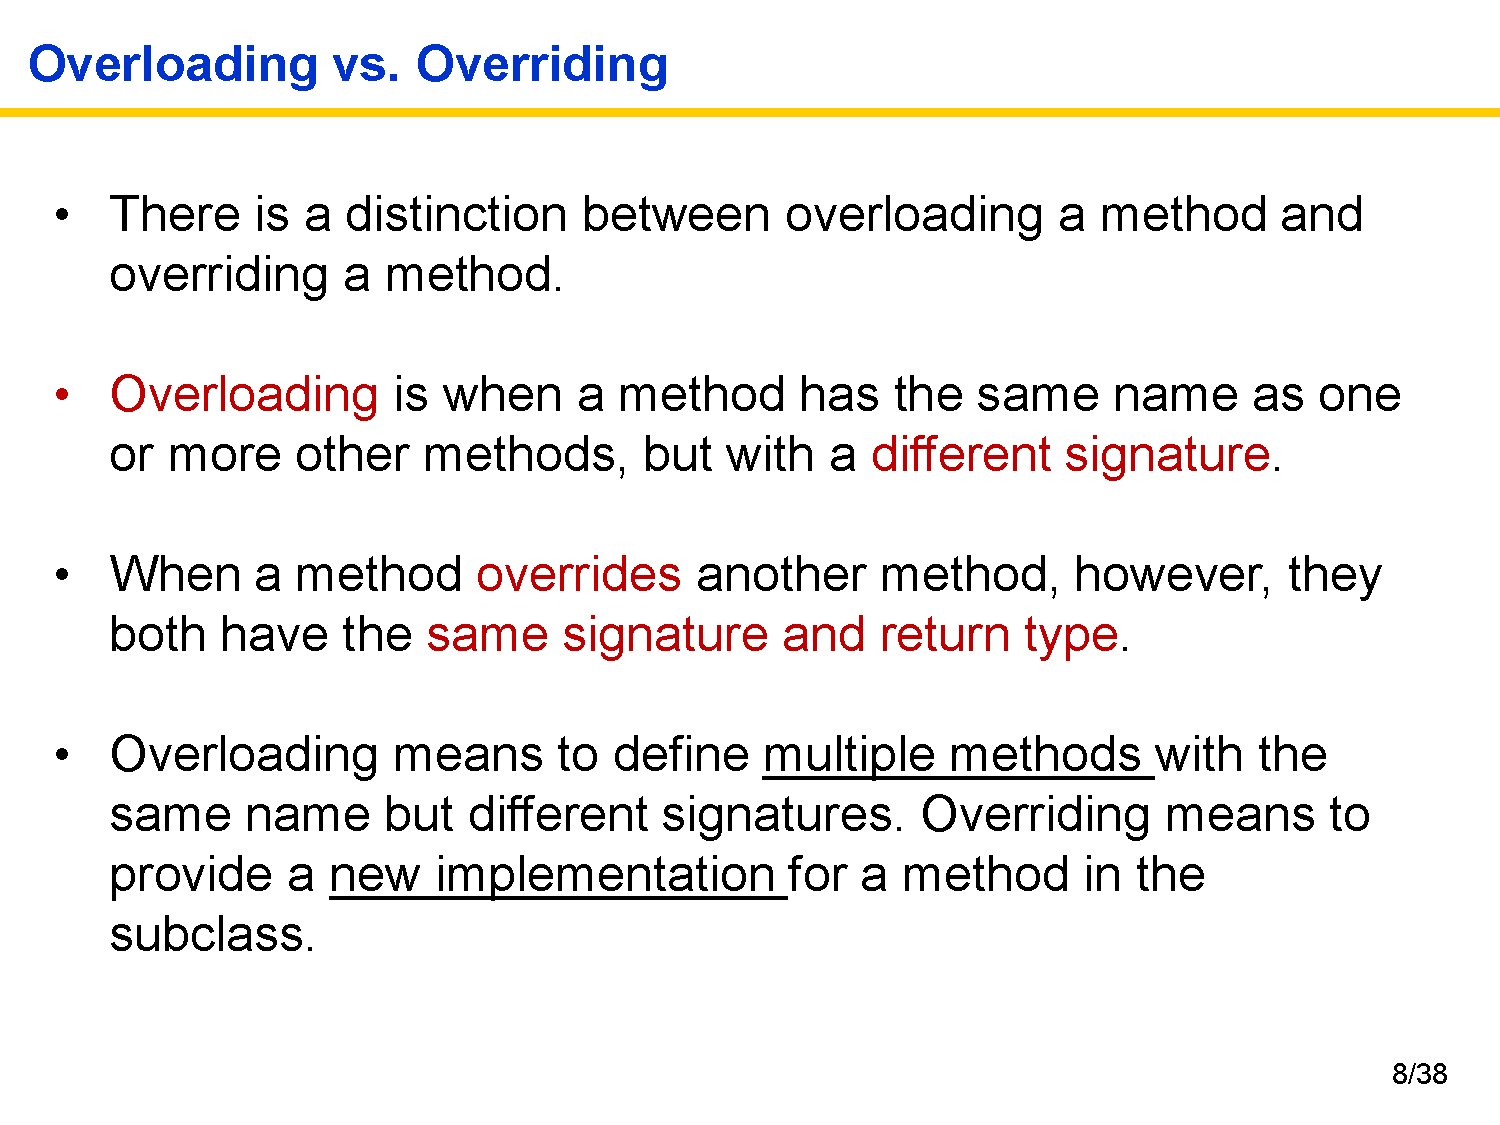 Overloading vs. Overriding
• There is a distinction between overloading a method and
overriding a method.
• Overloading is when a method has the same name as one
or more other methods, but with a different signature.
• When a method overrides another method, however, they
both have the same signature and return type.
• Overloading means to define multiple methods with the
same name but different signatures. Overriding means to
provide a new implementation for a method in the
subclass.
8/38